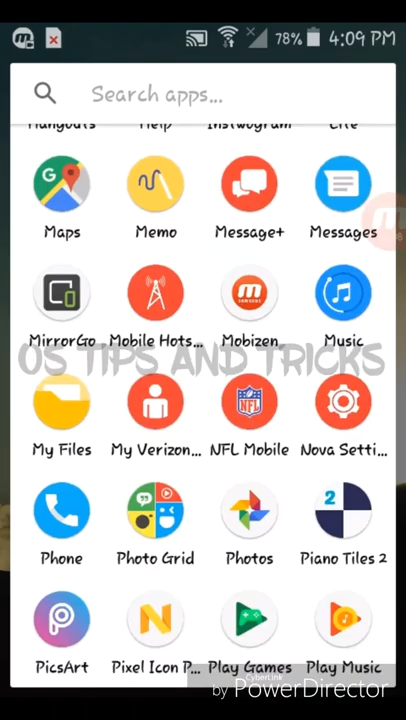 78% 4:09 PM
Search apps...
Hangouts Help Instwogram Lite
Maps Memo Message+ Messages
MirrorGo Mobile Hots... Mobizen Music
OS TIPS AND TRICKS
My Files My Verizon... NFL Mobile Nova Setti...
Phone Photo Grid Photos Piano Tiles 2
PicsArt Pixel Icon P... Play Games Play Music
CyberLink
by PowerDirector